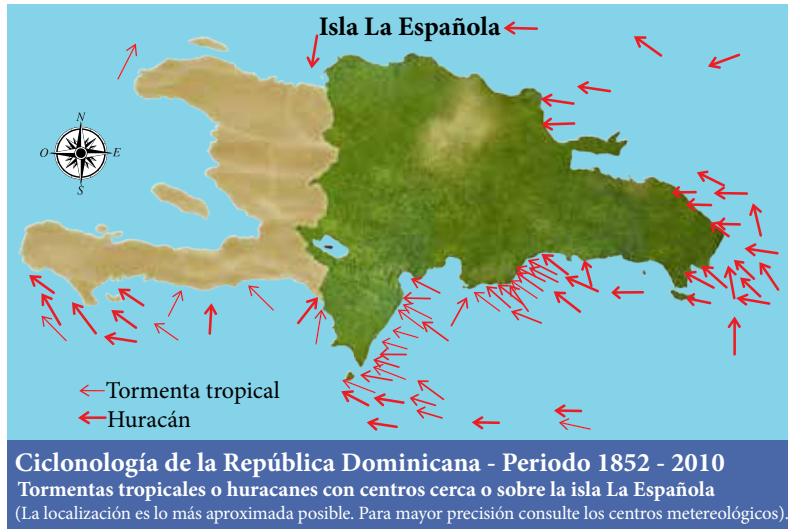 Isla La Española
N
O
E
S
Tormenta tropical
Huracán
Ciclonología de la República Dominicana - Periodo 1852 - 2010
Tormentas tropicales o huracanes con centros cerca o sobre la isla La Española
(La localización es lo más aproximada posible. Para mayor precisión consulte los centros metereológicos).